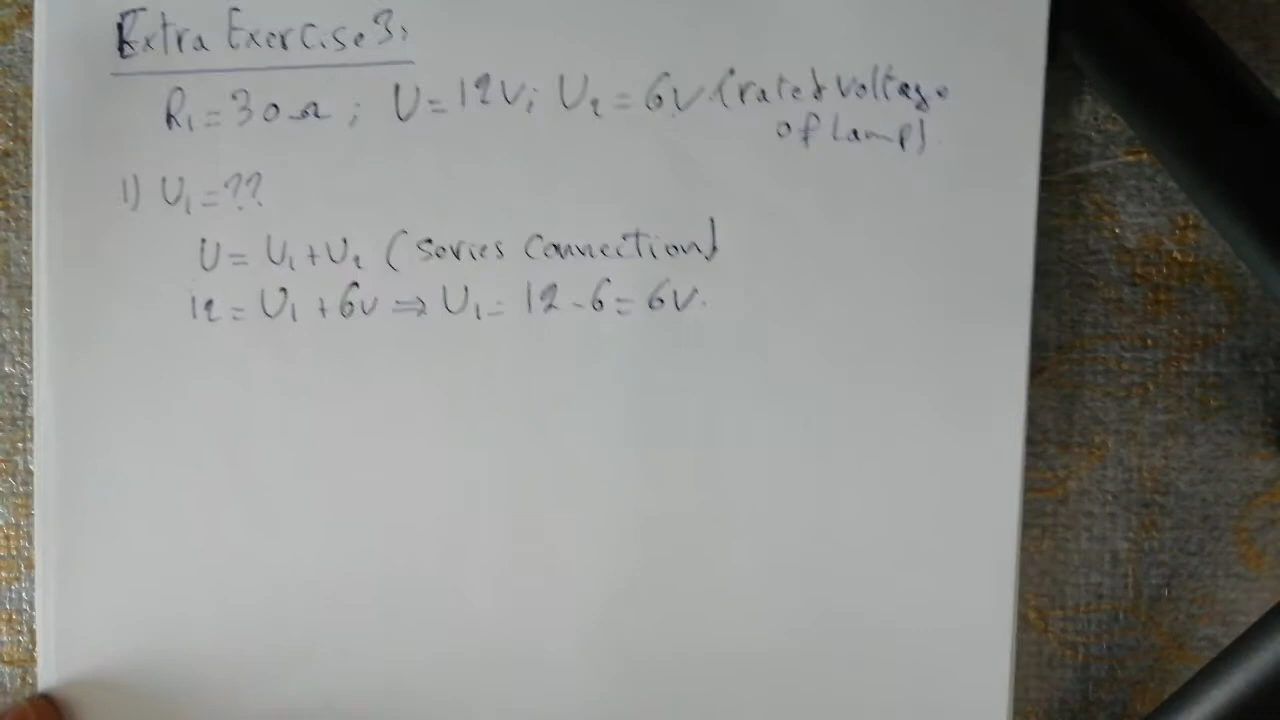 Extra Exercise 3:
R₁ = 30Ω ; U = 12V ; U₂ = 6V (rated voltage
of lamp).
1) U₁ = ??
U = U₁ + U₂ (Series Connection)
12 = U₁ + 6V ⇒ U₁ = 12 - 6 = 6V.